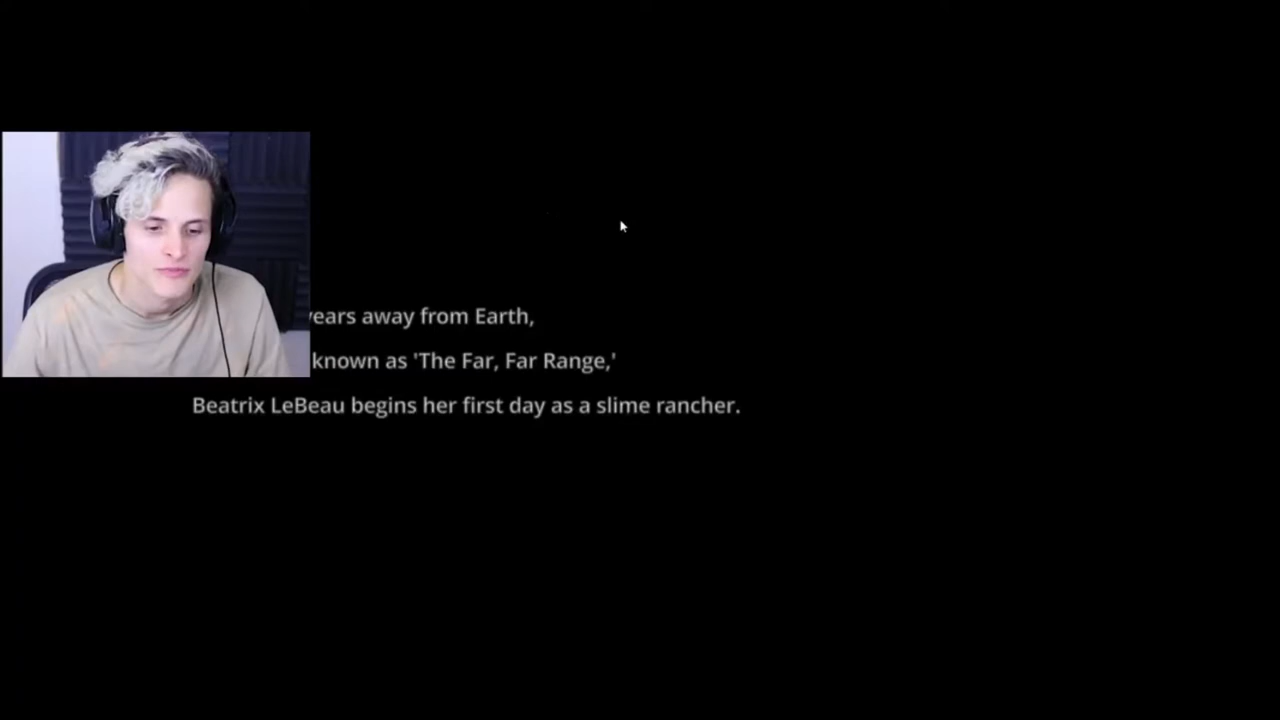 years away from Earth,
known as 'The Far, Far Range,'
Beatrix LeBeau begins her first day as a slime rancher.